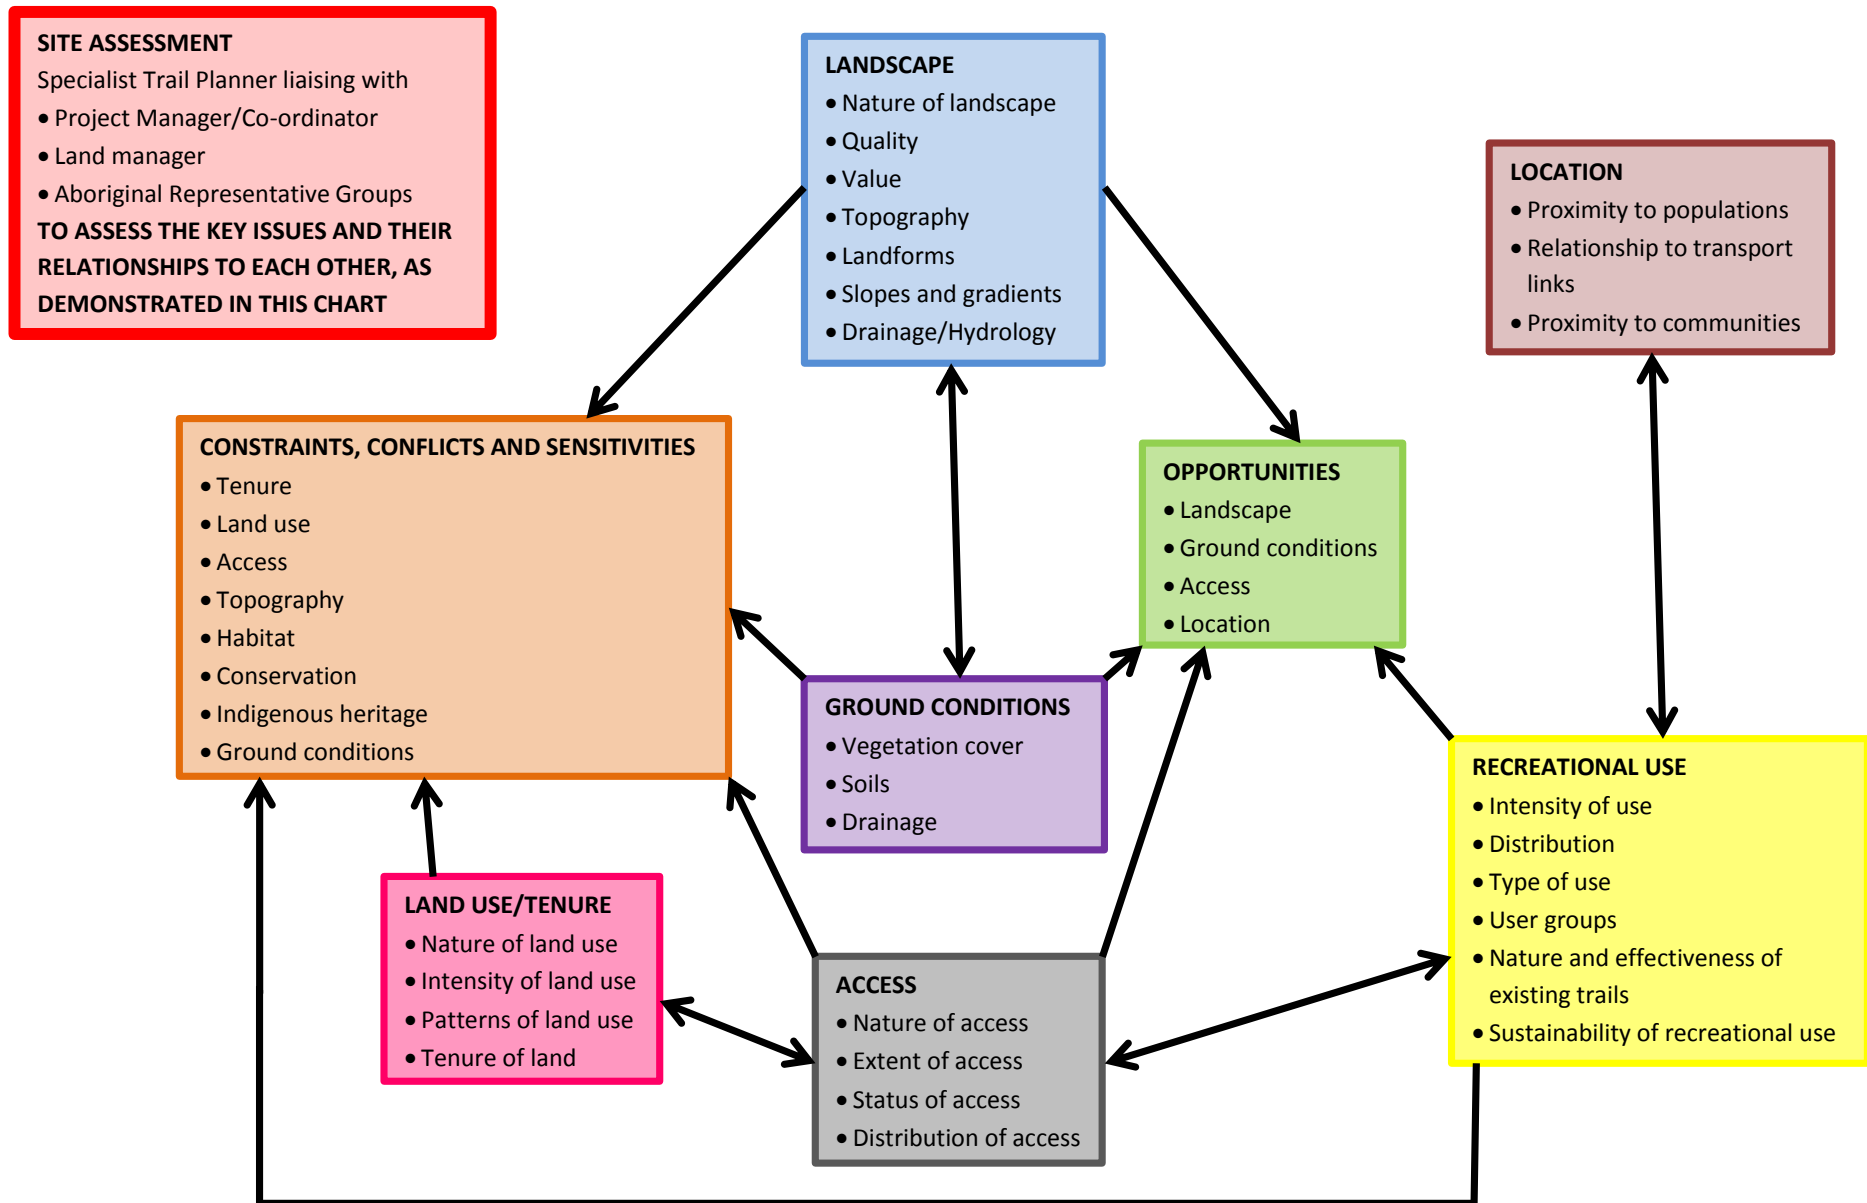 SITE ASSESSMENT
Specialist Trail Planner liaising with
• Project Manager/Co-ordinator
• Land manager
• Aboriginal Representative Groups
TO ASSESS THE KEY ISSUES AND THEIR
RELATIONSHIPS TO EACH OTHER, AS
DEMONSTRATED IN THIS CHART
LANDSCAPE
• Nature of landscape
• Quality
• Value
• Topography
• Landforms
• Slopes and gradients
• Drainage/Hydrology
LOCATION
• Proximity to populations
• Relationship to transport
links
• Proximity to communities
CONSTRAINTS, CONFLICTS AND SENSITIVITIES
• Tenure
• Land use
• Access
• Topography
• Habitat
• Conservation
• Indigenous heritage
• Ground conditions
OPPORTUNITIES
• Landscape
• Ground conditions
• Access
• Location
GROUND CONDITIONS
• Vegetation cover
• Soils
• Drainage
RECREATIONAL USE
• Intensity of use
• Distribution
• Type of use
• User groups
• Nature and effectiveness of
existing trails
• Sustainability of recreational use
LAND USE/TENURE
• Nature of land use
• Intensity of land use
• Patterns of land use
• Tenure of land
ACCESS
• Nature of access
• Extent of access
• Status of access
• Distribution of access